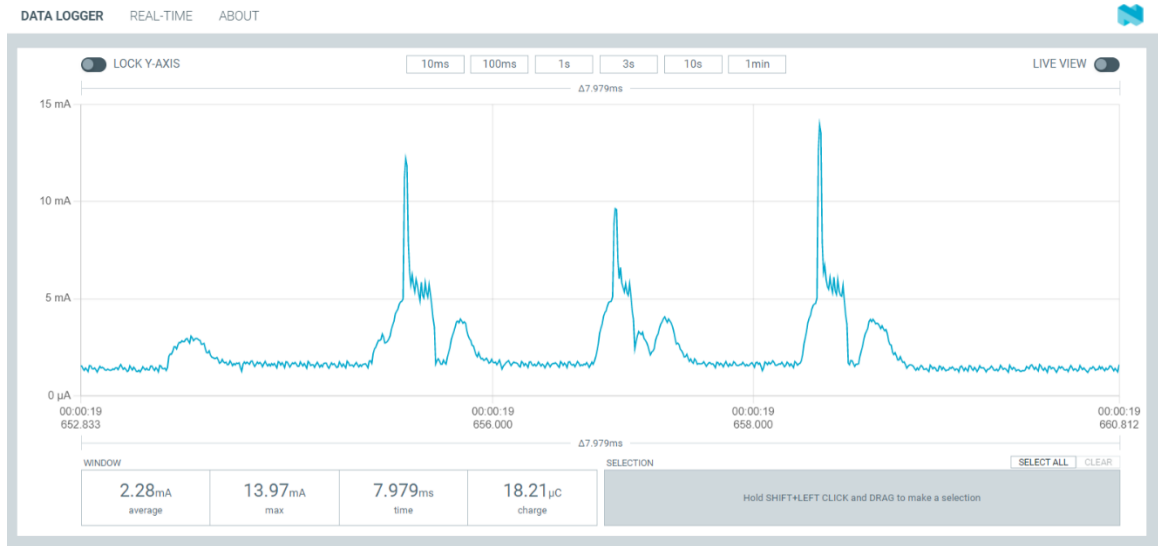 DATA LOGGER REAL-TIME ABOUT
LOCK Y-AXIS 10ms 100ms 1s 3s 10s 1min LIVE VIEW
Δ7.979ms
15 mA
10 mA
5 mA
0 µA
00:00:19 00:00:19 00:00:19 00:00:19
652.833 656.000 658.000 660.812
Δ7.979ms
WINDOW SELECTION SELECT ALL CLEAR
2.28mA 13.97mA 7.979ms 18.21µC
average max time charge
Hold SHIFT+LEFT CLICK and DRAG to make a selection